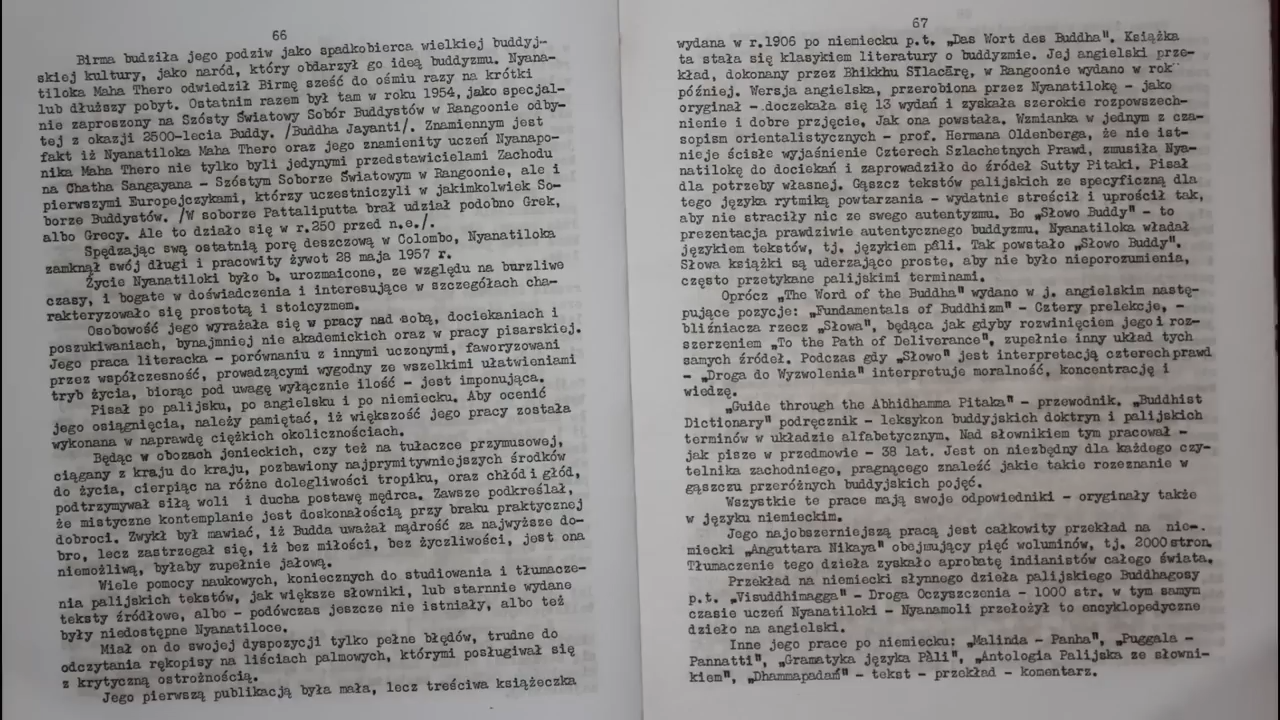 66
Birma budziła jego podziw jako spadkobierca wielkiej buddyj-
skiej kultury, jako naród, który obdarzył go ideą buddyzmu. Nyana-
tiloka Maha Thero odwiedził Birmę sześć do ośmiu razy na krótki
lub dłuższy pobyt. Ostatnim razem był tam w roku 1954, jako specjal-
nie zaproszony na Szósty Światowy Sobór Buddystów w Rangoonie odby-
tej z okazji 2500-lecia Buddy. /Buddha Jayanti/. Znamiennym jest
fakt iż Nyanatiloka Maha Thero oraz jego znamienity uczeń Nyanapo-
nika Maha Thero nie tylko byli jedynymi przedstawicielami Zachodu
na Chatha Sangayana - Szóstym Soborze Światowym w Rangoonie, ale i
pierwszymi Europejczykami, którzy uczestniczyli w jakimkolwiek So-
borze Buddystów. /W soborze Pattaliputta brał udział podobno Grek,
albo Grecy. Ale to działo się w r.250 przed n.e./.
Spędzając swą ostatnią porę deszczową w Colombo, Nyanatiloka
zamknął swój długi i pracowity żywot 28 maja 1957 r.
Życie Nyanatiloki było b. urozmaicone, ze względu na burzliwe
czasy, i bogate w doświadczenia i interesujące w szczegółach cha-
rakteryzowało się prostotą i stoicyzmem.
Osobowość jego wyrażała się w pracy nad sobą, dociekaniach i
poszukiwaniach, bynajmniej nie akademickich oraz w pracy pisarskiej.
Jego praca literacka - porównaniu z innymi uczonymi, faworyzowani
przez współczesność, prowadzącymi wygodny ze wszelkimi ułatwieniami
tryb życia, biorąc pod uwagę wyłącznie ilość - jest imponująca.
Pisał po palijsku, po angielsku i po niemiecku. Aby ocenić
jego osiągnięcia, należy pamiętać, iż większość jego pracy została
wykonana w naprawdę ciężkich okolicznościach.
Będąc w obozach jenieckich, czy też na tułaczce przymusowej,
ciągany z kraju do kraju, pozbawiony najprymitywniejszych środków
do życia, cierpiąc na różne dolegliwości tropiku, oraz chłód i głód,
podtrzymywał siłą woli i ducha postawę mędrca. Zawsze podkreślał,
że mistyczne kontemplanie jest doskonałością przy braku praktycznej
dobroci. Zwykł był mawiać, iż Budda uważał mądrość za najwyższe do-
bro, lecz zastrzegał się, iż bez miłości, bez życzliwości, jest ona
niemożliwą, byłaby zupełnie jałową.
Wiele pomocy naukowych, koniecznych do studiowania i tłumacze-
nia palijskich tekstów, jak większe słowniki, lub starnnie wydane
teksty źródłowe, albo - podówczas jeszcze nie istniały, albo też
były niedostępne Nyanatiloce.
Miał on do swojej dyspozycji tylko pełne błędów, trudne do
odczytania rękopisy na liściach palmowych, którymi posługiwał się
z krytyczną ostrożnością.
Jego pierwszą publikacją była mała, lecz treściwa książeczka
67
wydana w r.1906 po niemiecku p.t. „Das Wort des Buddha". Książka
ta stała się klasykiem literatury o buddyzmie. Jej angielski prze-
kład, dokonany przez Bhikkhu Sīlacāre, w Rangoonie wydano w rok
później. Wersja angielska, przerobiona przez Nyanatilokę - jako
oryginał - doczekała się 13 wydań i zyskała szerokie rozpowszech-
nienie i dobre przjęcie. Jak ona powstała. Wzmianka w jednym z cza-
sopism orientalistycznych - prof. Hermana Oldenberga, że nie ist-
nieje ścisłe wyjaśnienie Czterech Szlachetnych Prawd, zmusiła Nya-
natilokę do dociekań i zaprowadziło do źródeł Sutty Pitaki. Pisał
dla potrzeby własnej. Gąszcz tekstów palijskich ze specyficzną dla
tego języka rytmiką powtarzania - wydatnie streścił i uprościł tak,
aby nie straciły nic ze swego autentyzmu. Bo „Słowo Buddy" - to
prezentacja prawdziwie autentycznego buddyzmu. Nyanatiloka władał
językiem tekstów, tj. językiem pāli. Tak powstało „Słowo Buddy".
Słowa książki są uderzająco proste, aby nie było nieporozumienia,
często przetykane palijskimi terminami.
Oprócz „The Word of the Buddha" wydano w j. angielskim nastę-
pujące pozycje: „Fundamentals of Buddhizm" - Cztery prelekcje, -
bliźniacza rzecz „Słowa", będąca jak gdyby rozwinięciem jego i roz-
szerzeniem „To the Path of Deliverance", zupełnie inny układ tych
samych źródeł. Podczas gdy „Słowo" jest interpretacją czterech prawd
- „Droga do Wyzwolenia" interpretuje moralność, koncentrację i
wiedzę.
„Guide through the Abhidhamma Pitaka" - przewodnik. „Buddhist
Dictionary" podręcznik - leksykon buddyjskich doktryn i palijskich
terminów w układzie alfabetycznym. Nad słownikiem tym pracował -
jak pisze w przedmowie - 38 lat. Jest on niezbędny dla każdego czy-
telnika zachodniego, pragnącego znaleść jakie takie rozeznanie w
gąszczu przeróżnych buddyjskich pojęć.
Wszystkie te prace mają swoje odpowiedniki - oryginały także
w języku niemieckim.
Jego najobszerniejszą pracą jest całkowity przekład na nie-
miecki „Anguttara Nikaya" obejmujący pięć woluminów, tj. 2000 stron.
Tłumaczenie tego dzieła zyskało aprobatę indianistów całego świata.
Przekład na niemiecki słynnego dzieła palijskiego Buddhagosy
p.t. „Visuddhimagga" - Droga Oczyszczenia - 1000 str. w tym samym
czasie uczeń Nyanatiloki - Nyanamoli przełożył to encyklopedyczne
dzieło na angielski.
Inne jego prace po niemiecku: „Malinda - Panha", „Puggala -
Pannatti", „Gramatyka języka Pāli", „Antologia Palijska ze słowni-
kiem", „Dhammapadań" - tekst - przekład - komentarz.